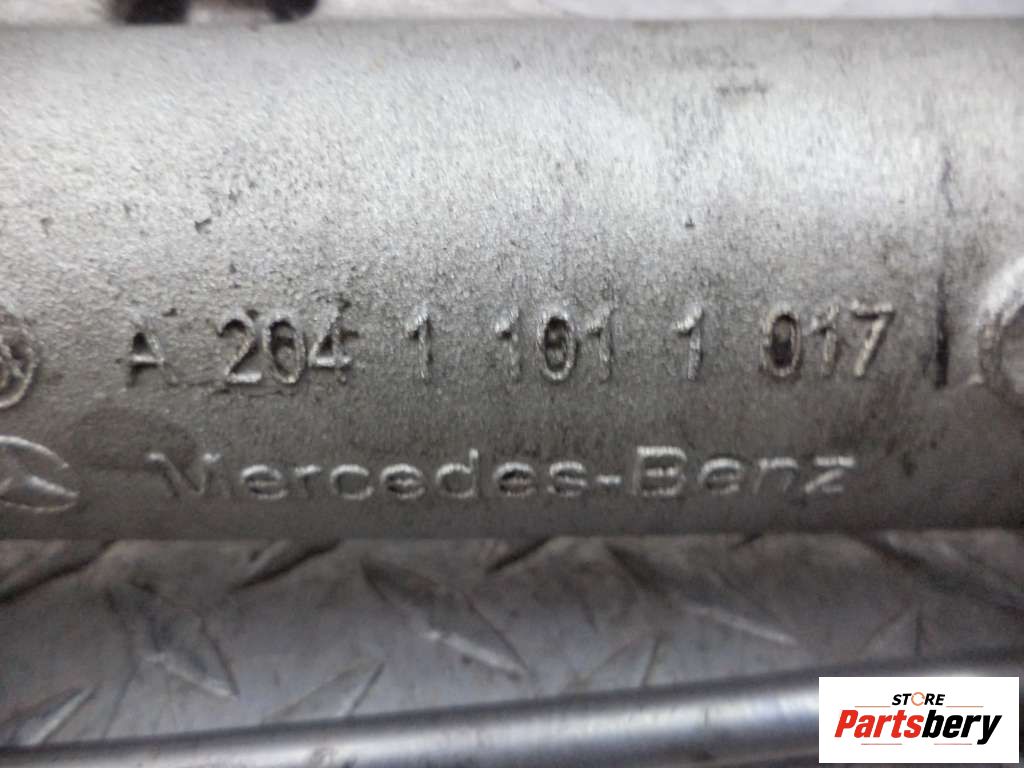 A 204 1 101 1 017
Mercedes-Benz
STORE
Partsbery